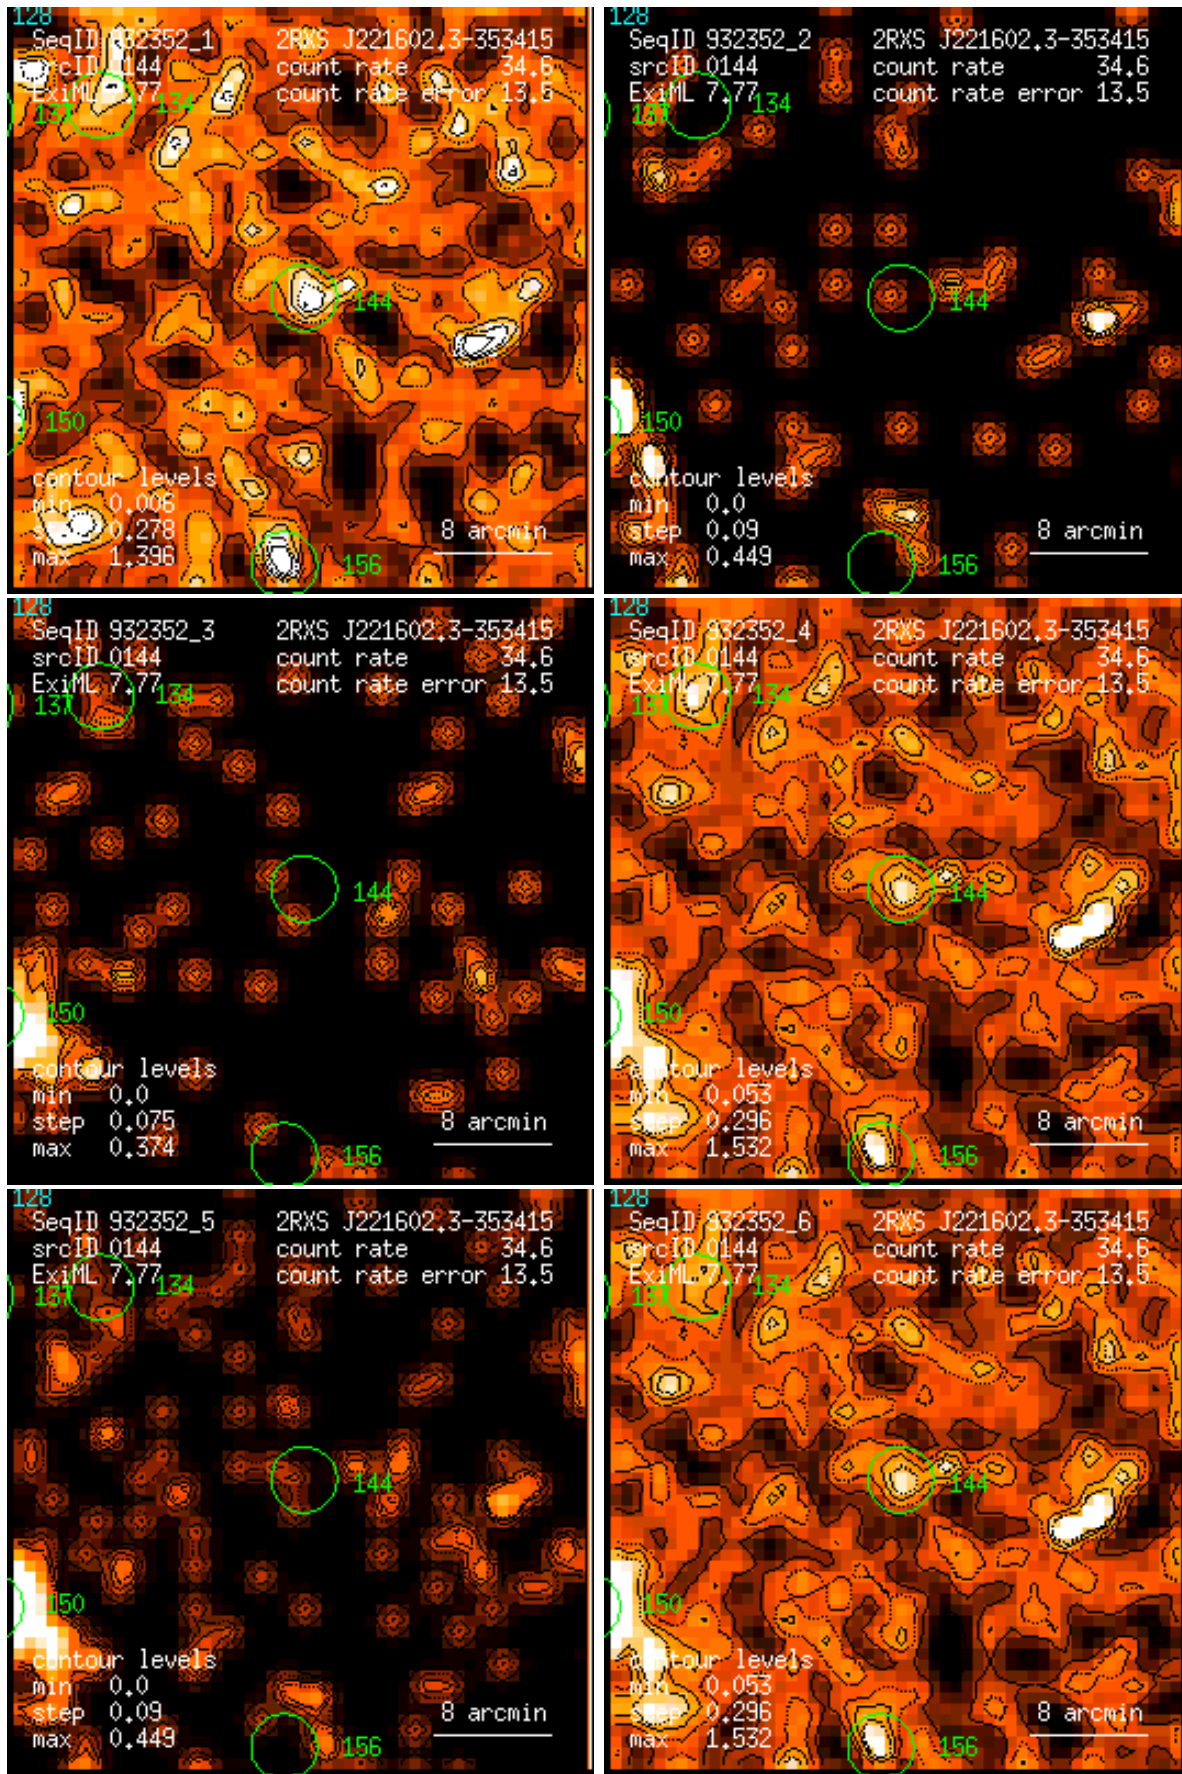 128
SeqID 932352_1 2RXS J221602.3-353415
srcID 0144 count rate 34.6
ExiML 7.77 count rate error 13.5
137 134
144
150
contour levels
min 0.006
step 0.278 8 arcmin
max 1.396
156
128
SeqID 932352_2 2RXS J221602.3-353415
srcID 0144 count rate 34.6
ExiML 7.77 count rate error 13.5
137 134
144
150
contour levels
min 0.0
step 0.09 8 arcmin
max 0.449
156
128
SeqID 932352_3 2RXS J221602.3-353415
srcID 0144 count rate 34.6
ExiML 7.77 count rate error 13.5
137 134
144
150
contour levels
min 0.0
step 0.075 8 arcmin
max 0.374
156
128
SeqID 932352_4 2RXS J221602.3-353415
srcID 0144 count rate 34.6
ExiML 7.77 count rate error 13.5
137 134
144
150
contour levels
min 0.053
step 0.296 8 arcmin
max 1.532
156
128
SeqID 932352_5 2RXS J221602.3-353415
srcID 0144 count rate 34.6
ExiML 7.77 count rate error 13.5
137 134
144
150
contour levels
min 0.0
step 0.09 8 arcmin
max 0.449
156
128
SeqID 932352_6 2RXS J221602.3-353415
srcID 0144 count rate 34.6
ExiML 7.77 count rate error 13.5
137 134
144
150
contour levels
min 0.053
step 0.296 8 arcmin
max 1.532
156